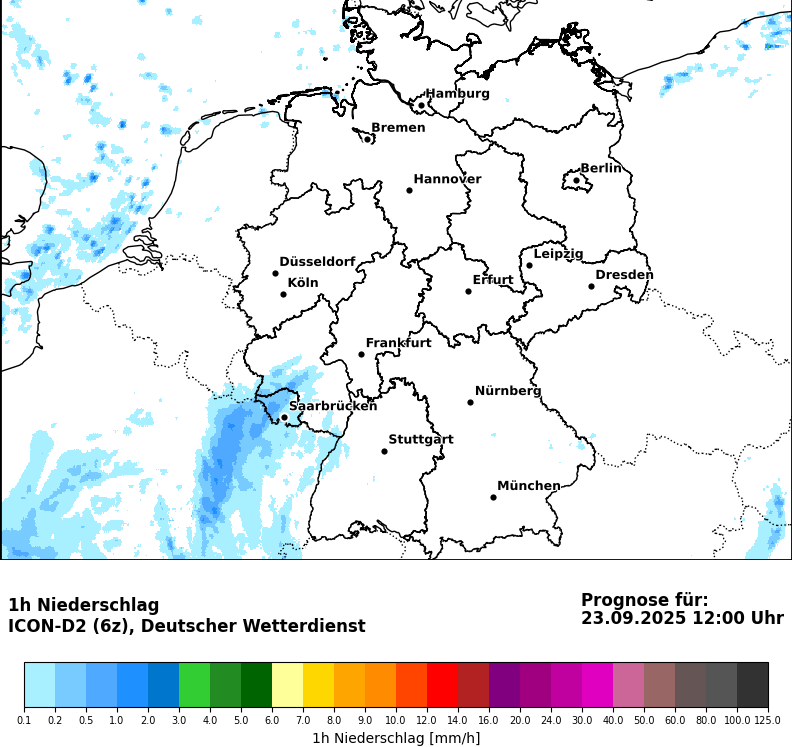 Hamburg
Bremen
Berlin
Hannover
Leipzig
Düsseldorf
Dresden
Köln
Erfurt
Frankfurt
Nürnberg
Saarbrücken
Stuttgart
München
1h Niederschlag
ICON-D2 (6z), Deutscher Wetterdienst
Prognose für:
23.09.2025 12:00 Uhr
0.1 0.2 0.5 1.0 2.0 3.0 4.0 5.0 6.0 7.0 8.0 9.0 10.0 12.0 14.0 16.0 20.0 24.0 30.0 40.0 50.0 60.0 80.0 100.0 125.0
1h Niederschlag [mm/h]